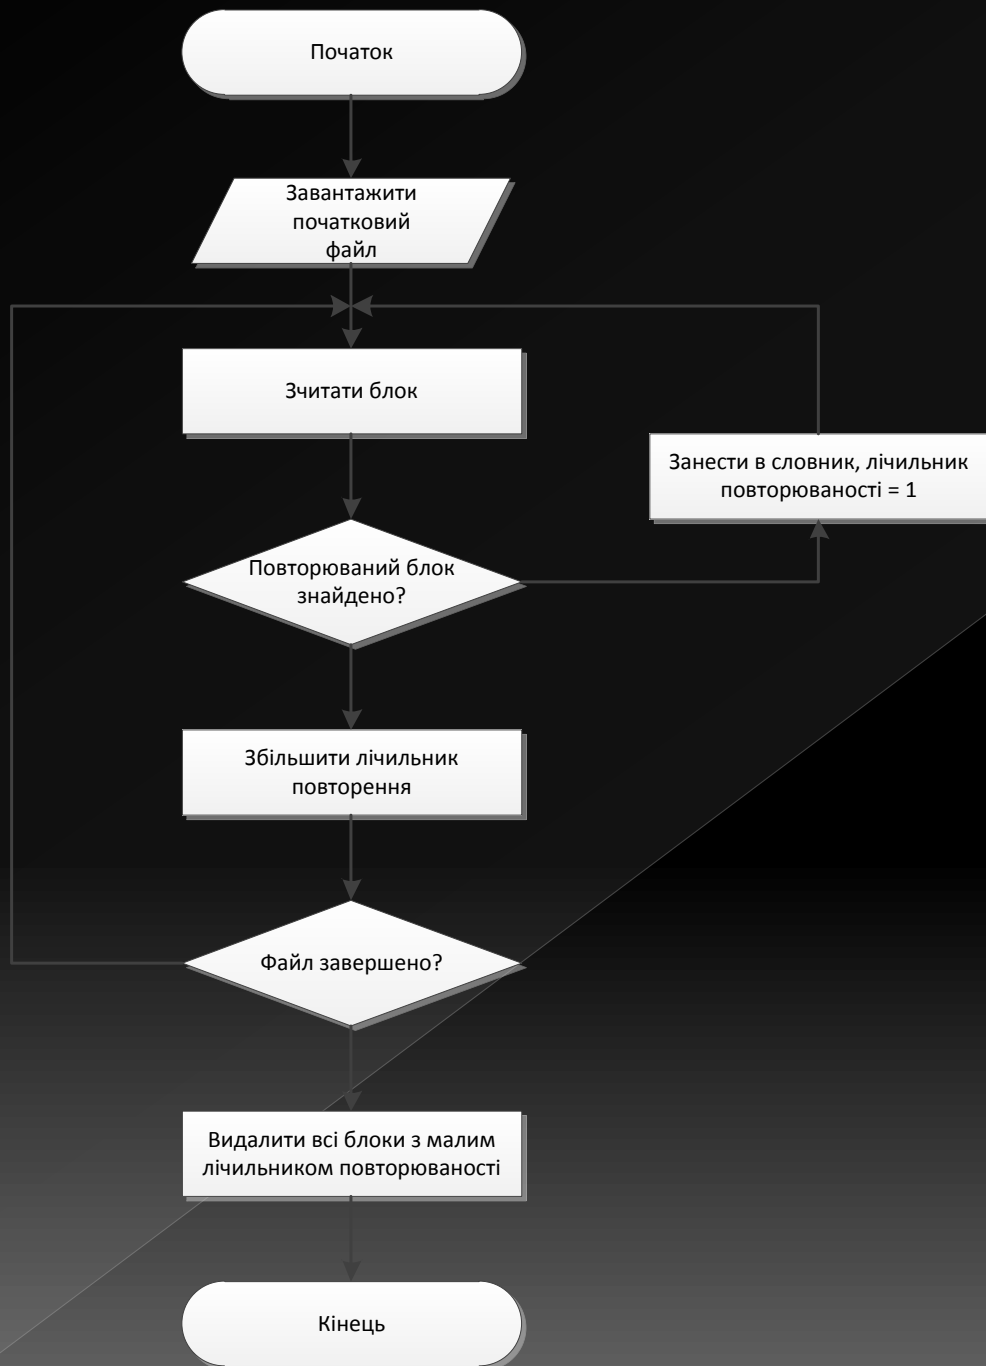 Початок
Завантажити
початковий
файл
Зчитати блок
Занести в словник, лічильник
повторюваності = 1
Повторюваний блок
знайдено?
Збільшити лічильник
повторення
Файл завершено?
Видалити всі блоки з малим
лічильником повторюваності
Кінець